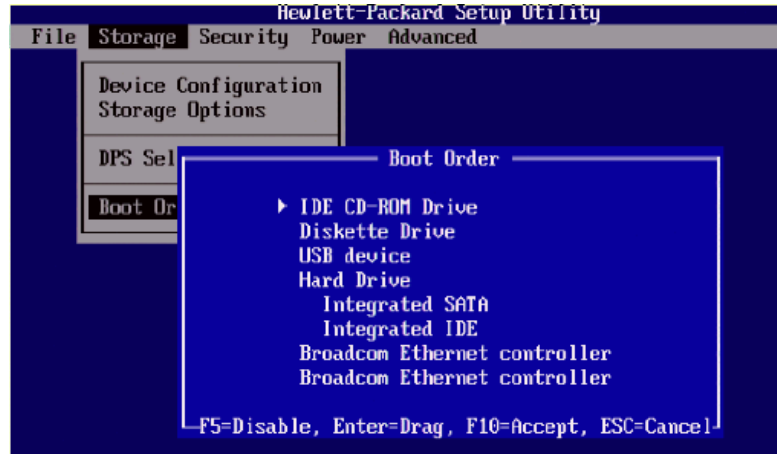 Hewlett-Packard Setup Utility
File Storage Security Power Advanced
Device Configuration
Storage Options
DPS Sel
Boot Or
Boot Order
IDE CD-ROM Drive
Diskette Drive
USB device
Hard Drive
Integrated SATA
Integrated IDE
Broadcom Ethernet controller
Broadcom Ethernet controller
F5=Disable, Enter=Drag, F10=Accept, ESC=Cancel